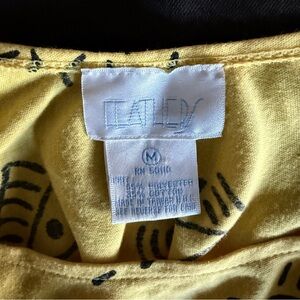 FEATHERS
M
65% POLYESTER
35% COTTON
MADE IN TAIWAN R.O.C.
SEE REVERSE FOR CARE